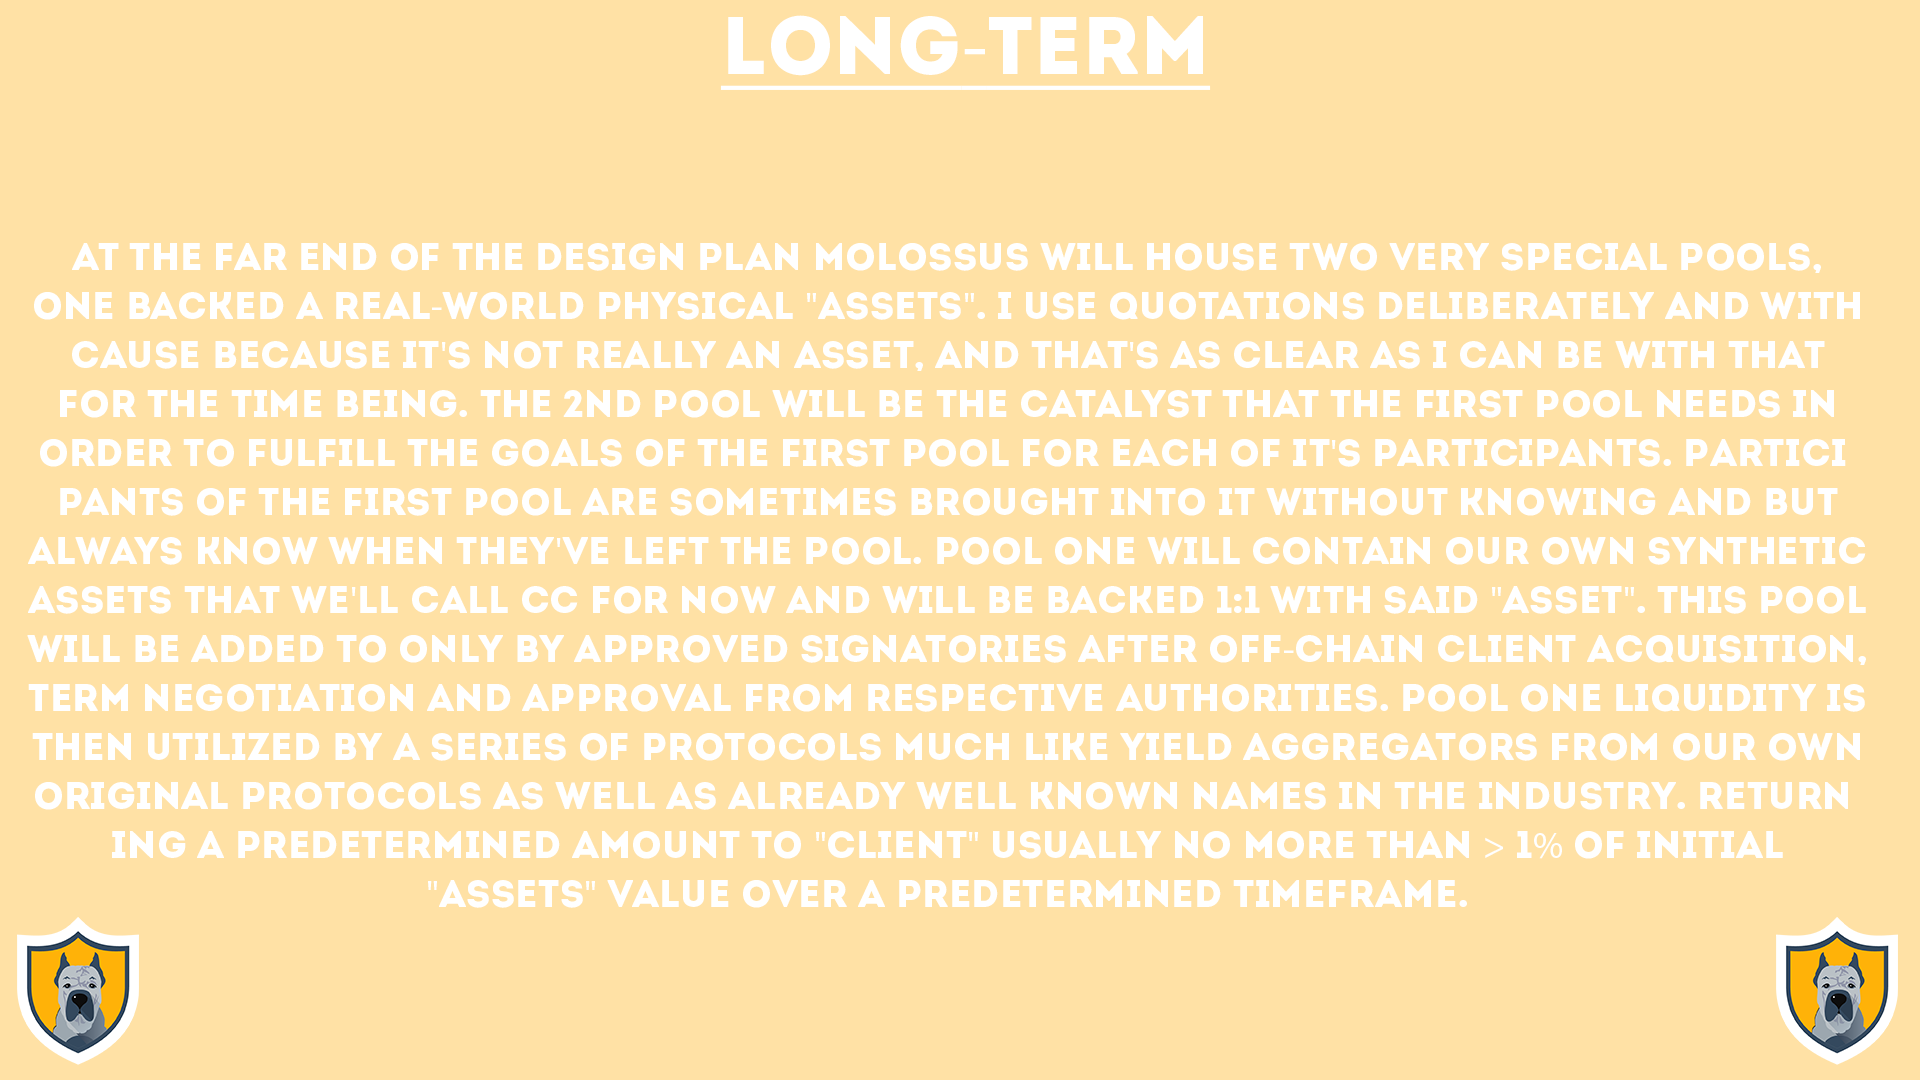 LONG-TERM
AT THE FAR END OF THE DESIGN PLAN MOLOSSUS WILL HOUSE TWO VERY SPECIAL POOLS,
ONE BACKED A REAL-WORLD PHYSICAL "ASSETS". I USE QUOTATIONS DELIBERATELY AND WITH
CAUSE BECAUSE IT'S NOT REALLY AN ASSET, AND THAT'S AS CLEAR AS I CAN BE WITH THAT
FOR THE TIME BEING. THE 2ND POOL WILL BE THE CATALYST THAT THE FIRST POOL NEEDS IN
ORDER TO FULFILL THE GOALS OF THE FIRST POOL FOR EACH OF IT'S PARTICIPANTS. PARTICI
PANTS OF THE FIRST POOL ARE SOMETIMES BROUGHT INTO IT WITHOUT KNOWING AND BUT
ALWAYS KNOW WHEN THEY'VE LEFT THE POOL. POOL ONE WILL CONTAIN OUR OWN SYNTHETIC
ASSETS THAT WE'LL CALL CC FOR NOW AND WILL BE BACKED 1:1 WITH SAID "ASSET". THIS POOL
WILL BE ADDED TO ONLY BY APPROVED SIGNATORIES AFTER OFF-CHAIN CLIENT ACQUISITION,
TERM NEGOTIATION AND APPROVAL FROM RESPECTIVE AUTHORITIES. POOL ONE LIQUIDITY IS
THEN UTILIZED BY A SERIES OF PROTOCOLS MUCH LIKE YIELD AGGREGATORS FROM OUR OWN
ORIGINAL PROTOCOLS AS WELL AS ALREADY WELL KNOWN NAMES IN THE INDUSTRY. RETURN
ING A PREDETERMINED AMOUNT TO "CLIENT" USUALLY NO MORE THAN > 1% OF INITIAL
"ASSETS" VALUE OVER A PREDETERMINED TIMEFRAME.